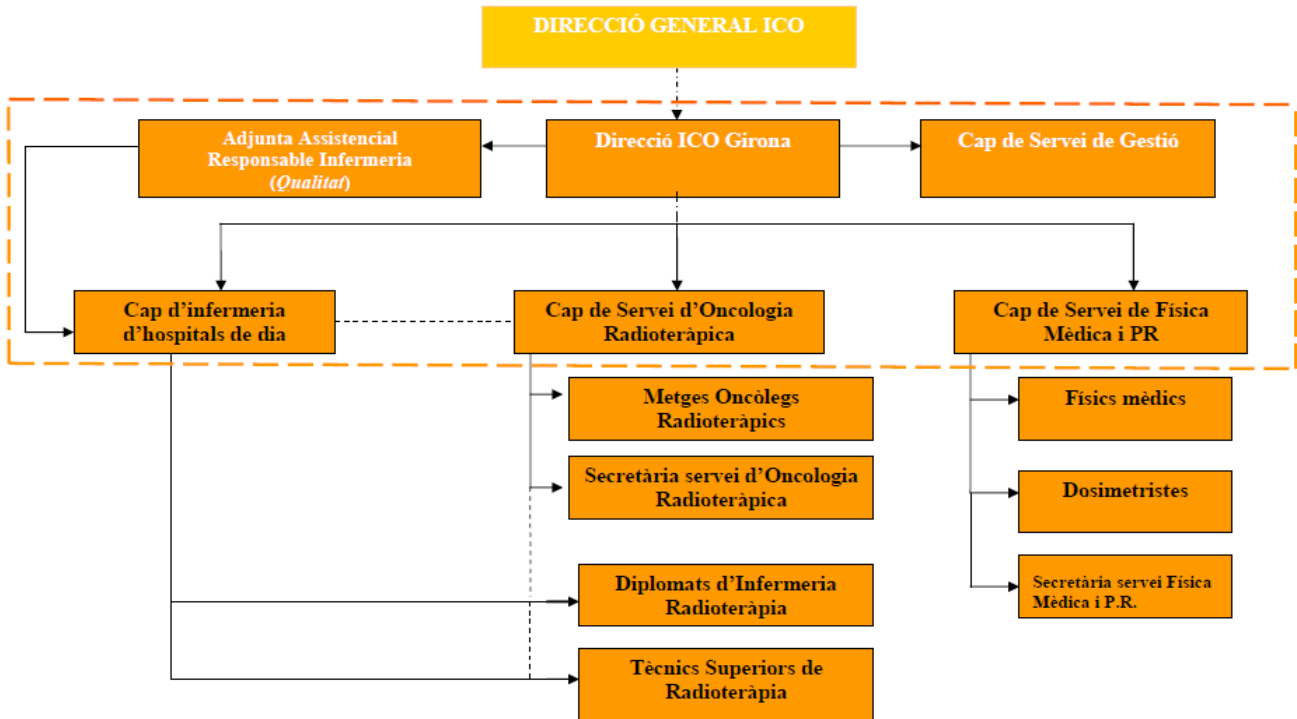 DIRECCIÓ GENERAL ICO
Adjunta Assistencial
Responsable Infermeria
(Qualitat)
Direcció ICO Girona
Cap de Servei de Gestió
Cap d’infermeria
d’hospitals de dia
Cap de Servei d’Oncologia
Radioteràpica
Cap de Servei de Física
Mèdica i PR
Metges Oncòlegs
Radioteràpics
Secretària servei d’Oncologia
Radioteràpica
Diplomats d’Infermeria
Radioteràpia
Tècnics Superiors de
Radioteràpia
Físics mèdics
Dosimetristes
Secretària servei Física
Mèdica i P.R.